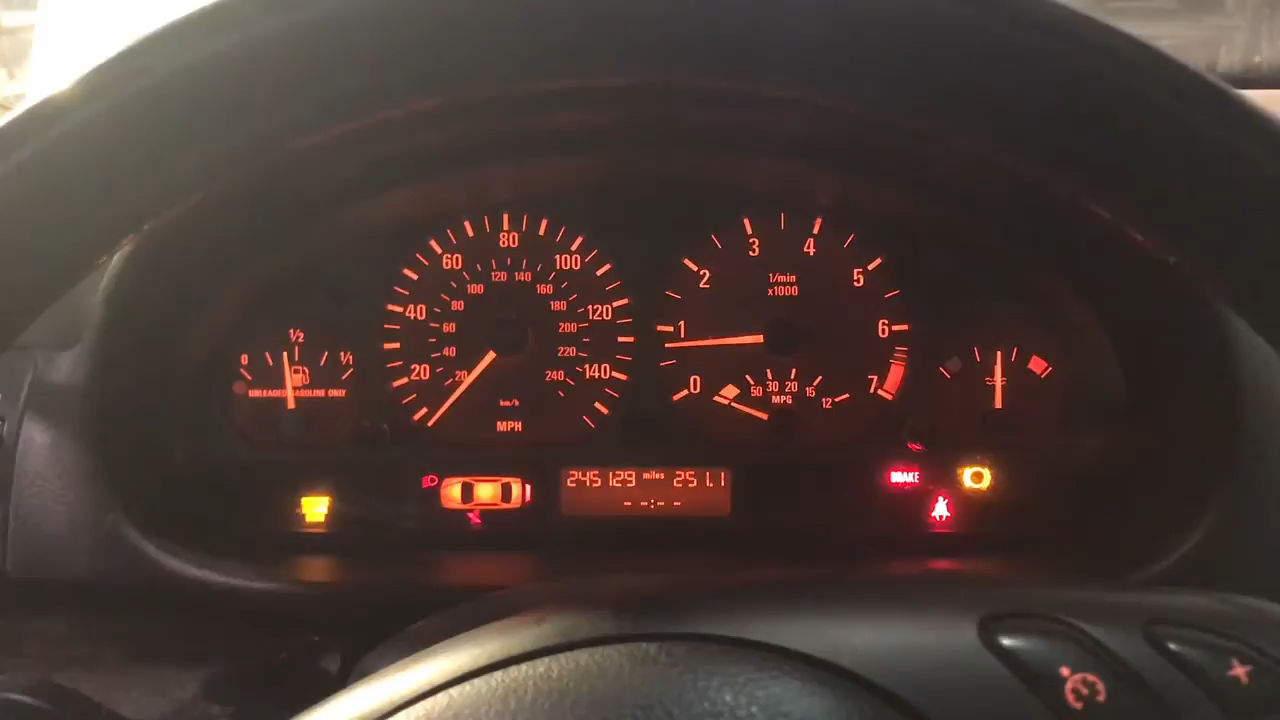 0 1/2 1/1
UNLEADED GASOLINE ONLY
20 40 60 80 100 120 140
20 40 60 80 100 120 140 160 180 200 220 240
km/h
MPH
0 1 2 3 4 5 6 7
1/min
x1000
50 30 20 15 12
MPG
245129 miles 251.1
--:--
BRAKE